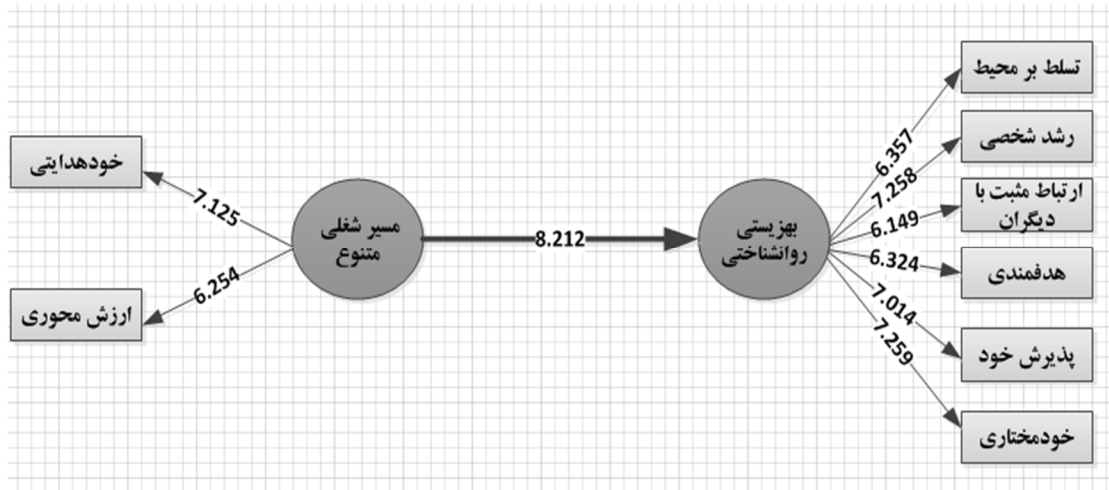 تسلط بر محیط
رشد شخصی
ارتباط مثبت با
دیگران
هدفمندی
پذیرش خود
خودمختاری
6.357
7.258
6.149
6.324
7.014
7.259
بهزیستی
روانشناختی
8.212
مسیر شغلی
متنوع
7.125
6.254
خودهدایتی
ارزش محوری